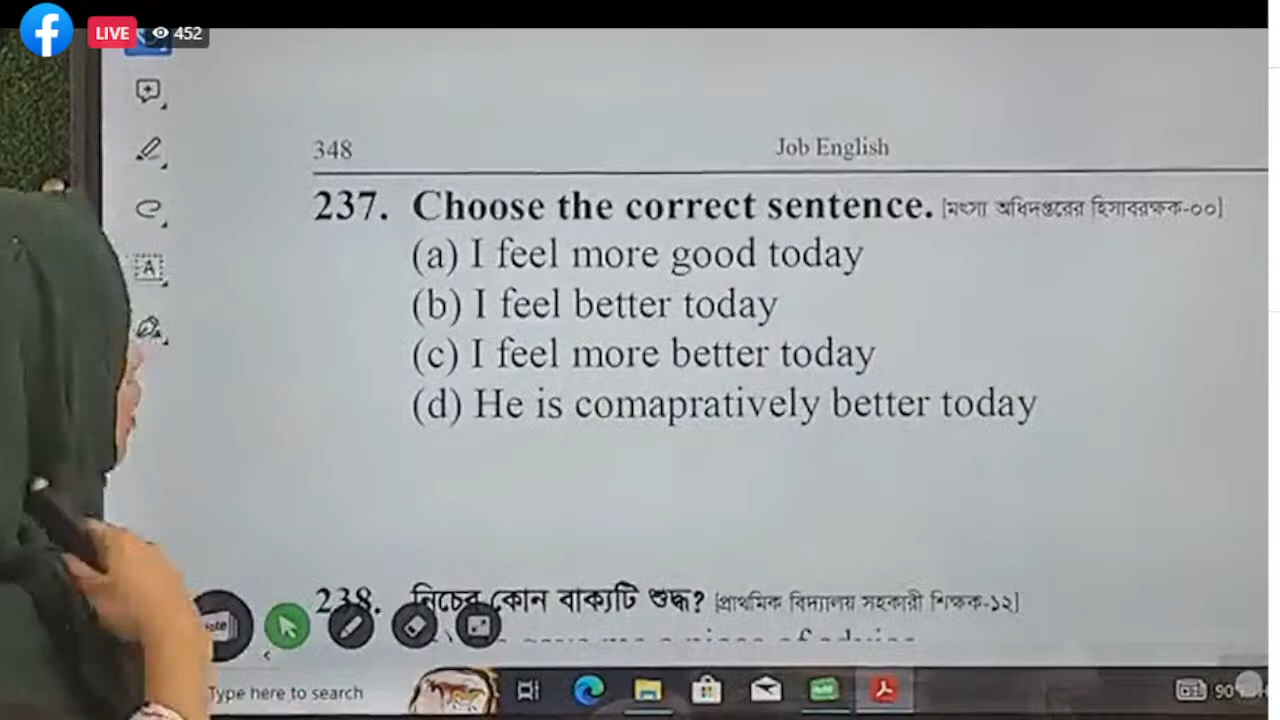 LIVE 452
348 Job English
237. Choose the correct sentence. [মৎস্য অধিদপ্তরের হিসাবরক্ষক-০০]
(a) I feel more good today
(b) I feel better today
(c) I feel more better today
(d) He is comapratively better today
238. নিচের কোন বাক্যটি শুদ্ধ? [প্রাথমিক বিদ্যালয় সহকারী শিক্ষক-১২]
Type here to search